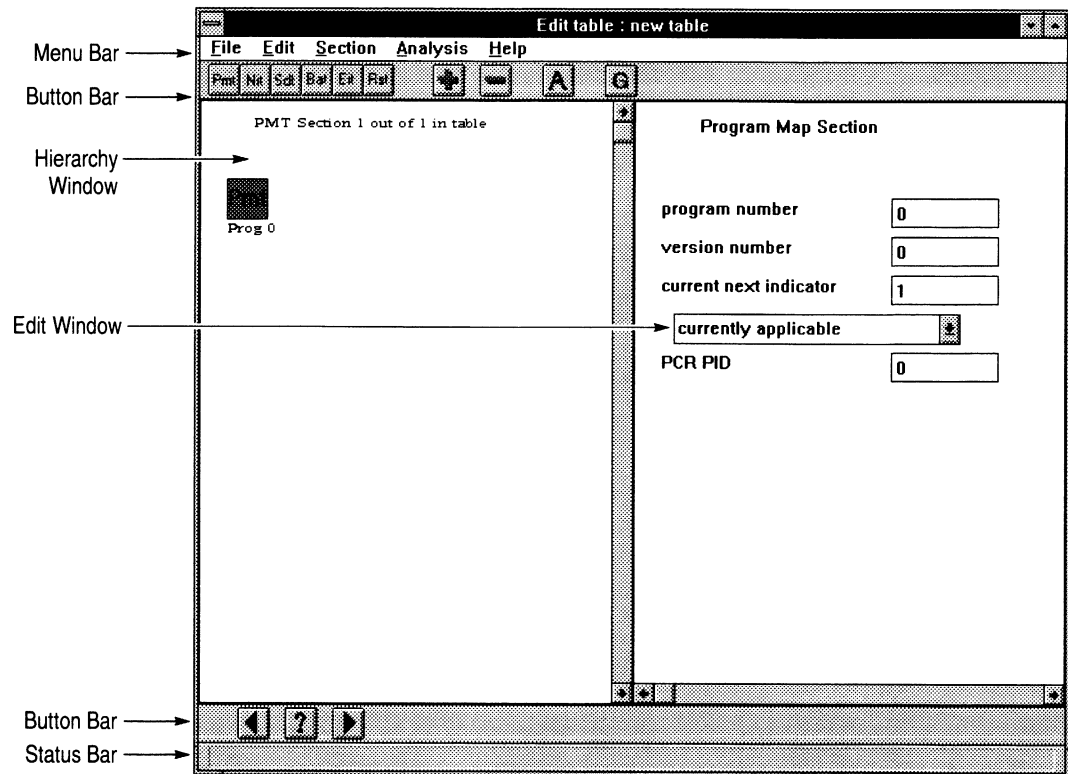 Edit table : new table
Menu Bar
File Edit Section Analysis Help
Button Bar
Pmt Nit Sdt Bat Eit Rst A G
PMT Section 1 out of 1 in table
Program Map Section
Hierarchy
Window
Pmt
Prog 0
program number 0
version number 0
current next indicator 1
Edit Window
currently applicable
PCR PID 0
Button Bar
?
Status Bar